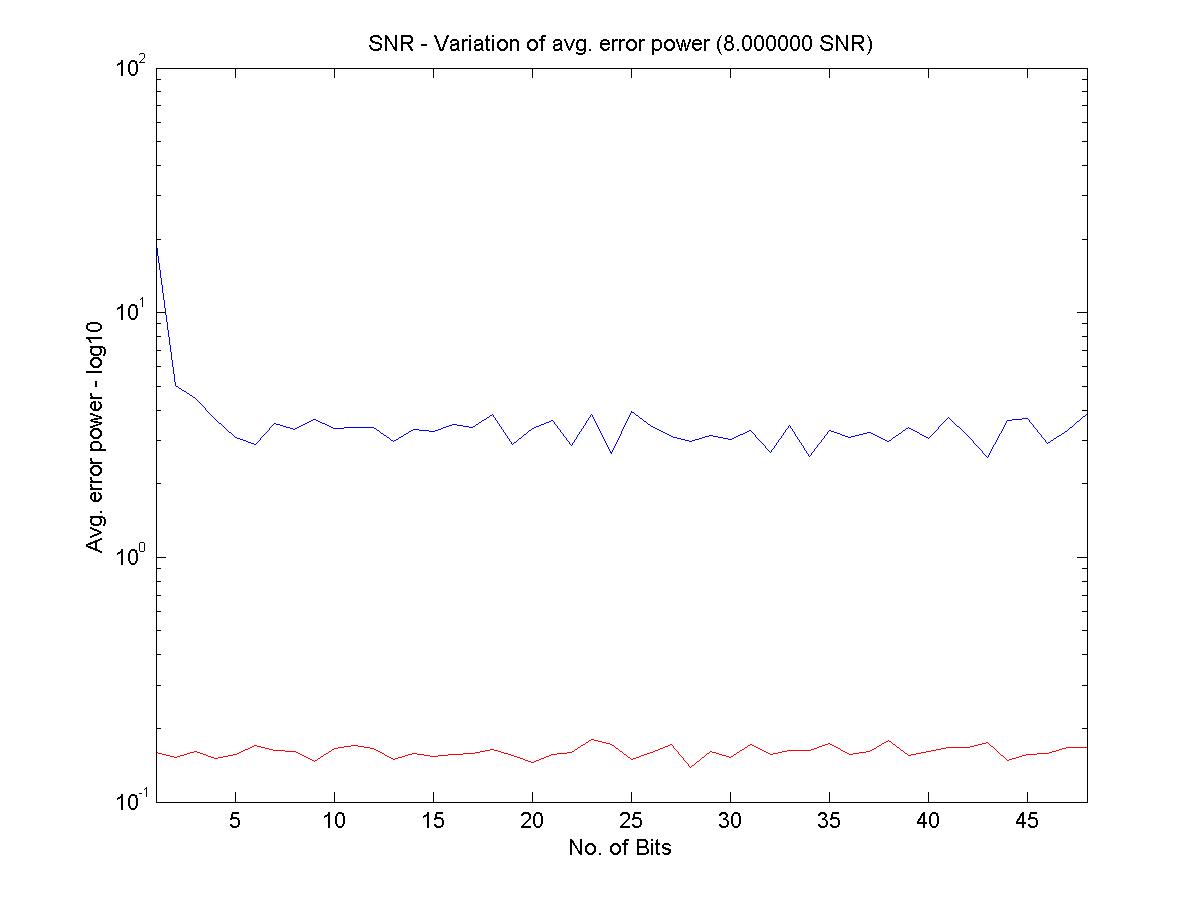 SNR - Variation of avg. error power (8.000000 SNR)
10^2
10^1
10^0
10^-1
Avg. error power - log10
5 10 15 20 25 30 35 40 45
No. of Bits